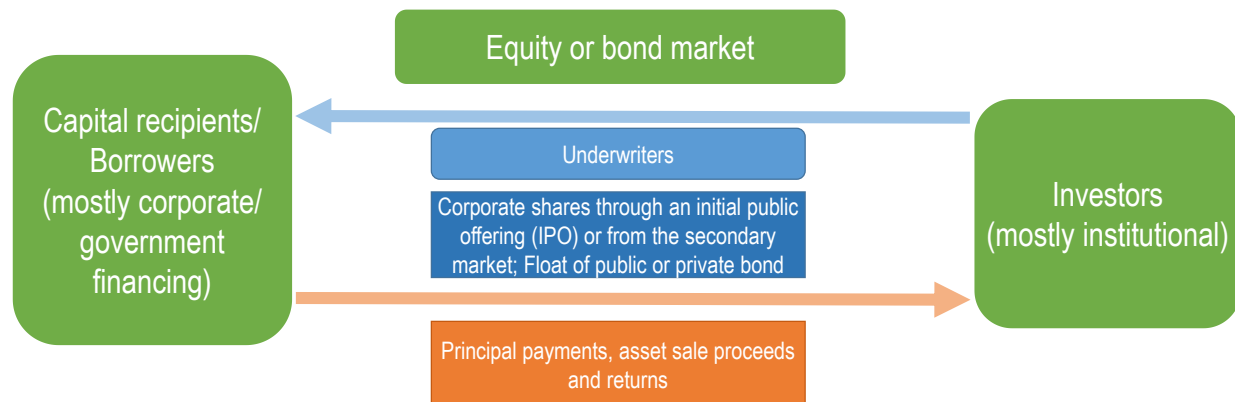 Equity or bond market
Capital recipients/
Borrowers
(mostly corporate/
government
financing)
Underwriters
Corporate shares through an initial public
offering (IPO) or from the secondary
market; Float of public or private bond
Investors
(mostly institutional)
Principal payments, asset sale proceeds
and returns